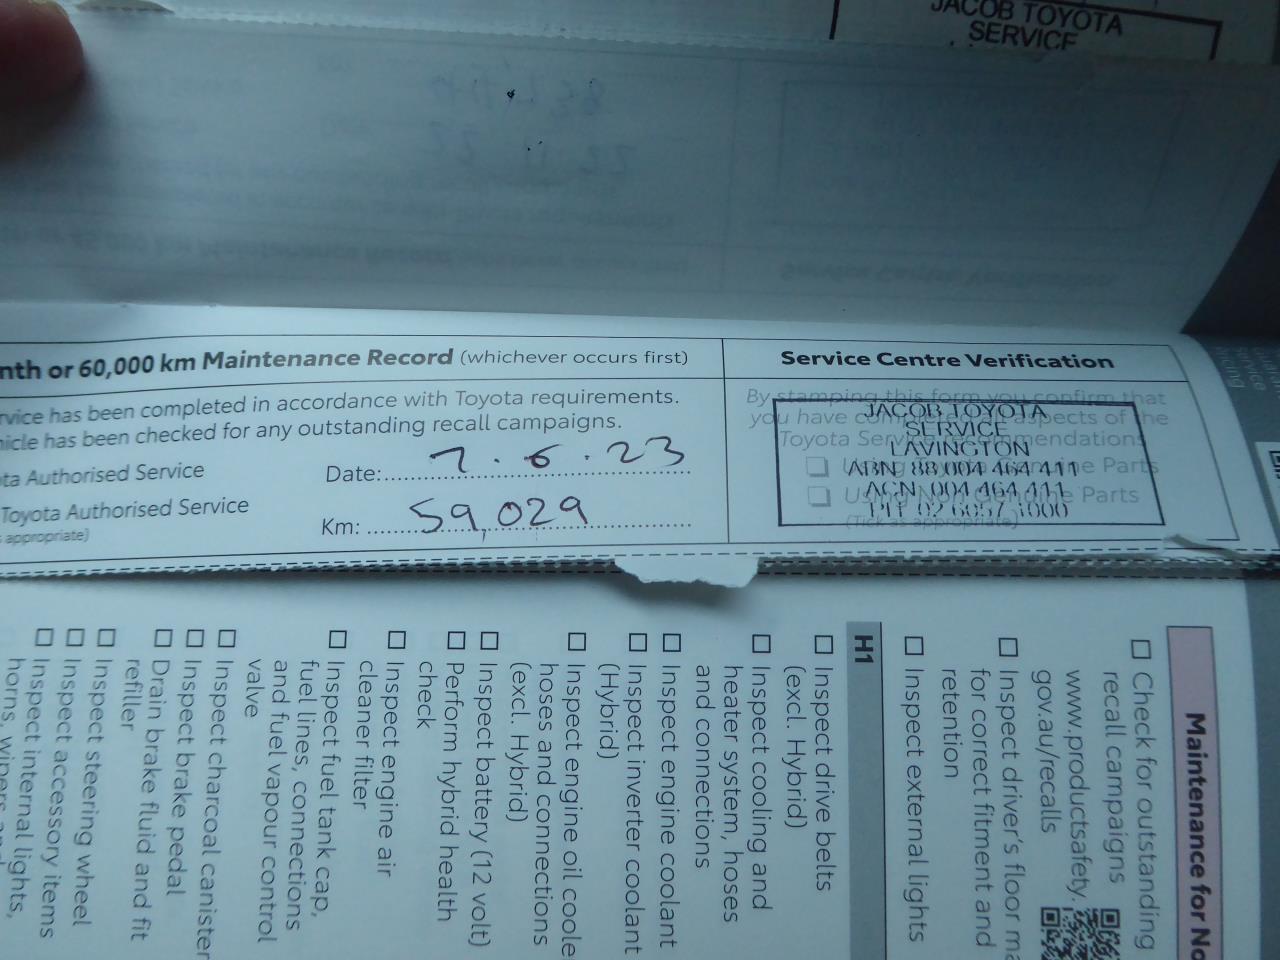 JACOB TOYOTA
SERVICE
nth or 60,000 km Maintenance Record (whichever occurs first)
rvice has been completed in accordance with Toyota requirements.
hicle has been checked for any outstanding recall campaigns.
ta Authorised Service
Date: 7.6.23
Toyota Authorised Service
Km: 59,029
appropriate)
Service Centre Verification
By stamping this form you confirm that
you have aspects of the
Toyota Service recommendations
Genuine Parts
Using Non Genuine Parts
(Tick as appropriate)
JACOB TOYOTA
SERVICE
LAVINGTON
ABN 88 004 464 411
ACN 004 464 411
PH 02 6057 1000
Maintenance for No
☐ Check for outstanding
recall campaigns
www.productsafety.
gov.au/recalls
☐ Inspect driver's floor ma
for correct fitment and
retention
☐ Inspect external lights
H1
☐ Inspect drive belts
(excl. Hybrid)
☐ Inspect cooling and
heater system, hoses
and connections
☐ Inspect engine coolant
☐ Inspect inverter coolant
(Hybrid)
☐ Inspect engine oil coole
hoses and connections
(excl. Hybrid)
☐ Inspect battery (12 volt)
☐ Perform hybrid health
check
☐ Inspect engine air
cleaner filter
☐ Inspect fuel tank cap,
fuel lines, connections
and fuel vapour control
valve
☐ Inspect charcoal canister
☐ Inspect brake pedal
☐ Drain brake fluid and fit
refiller
☐ Inspect steering wheel
☐ Inspect accessory items
☐ Inspect internal lights,
horns, wipers and